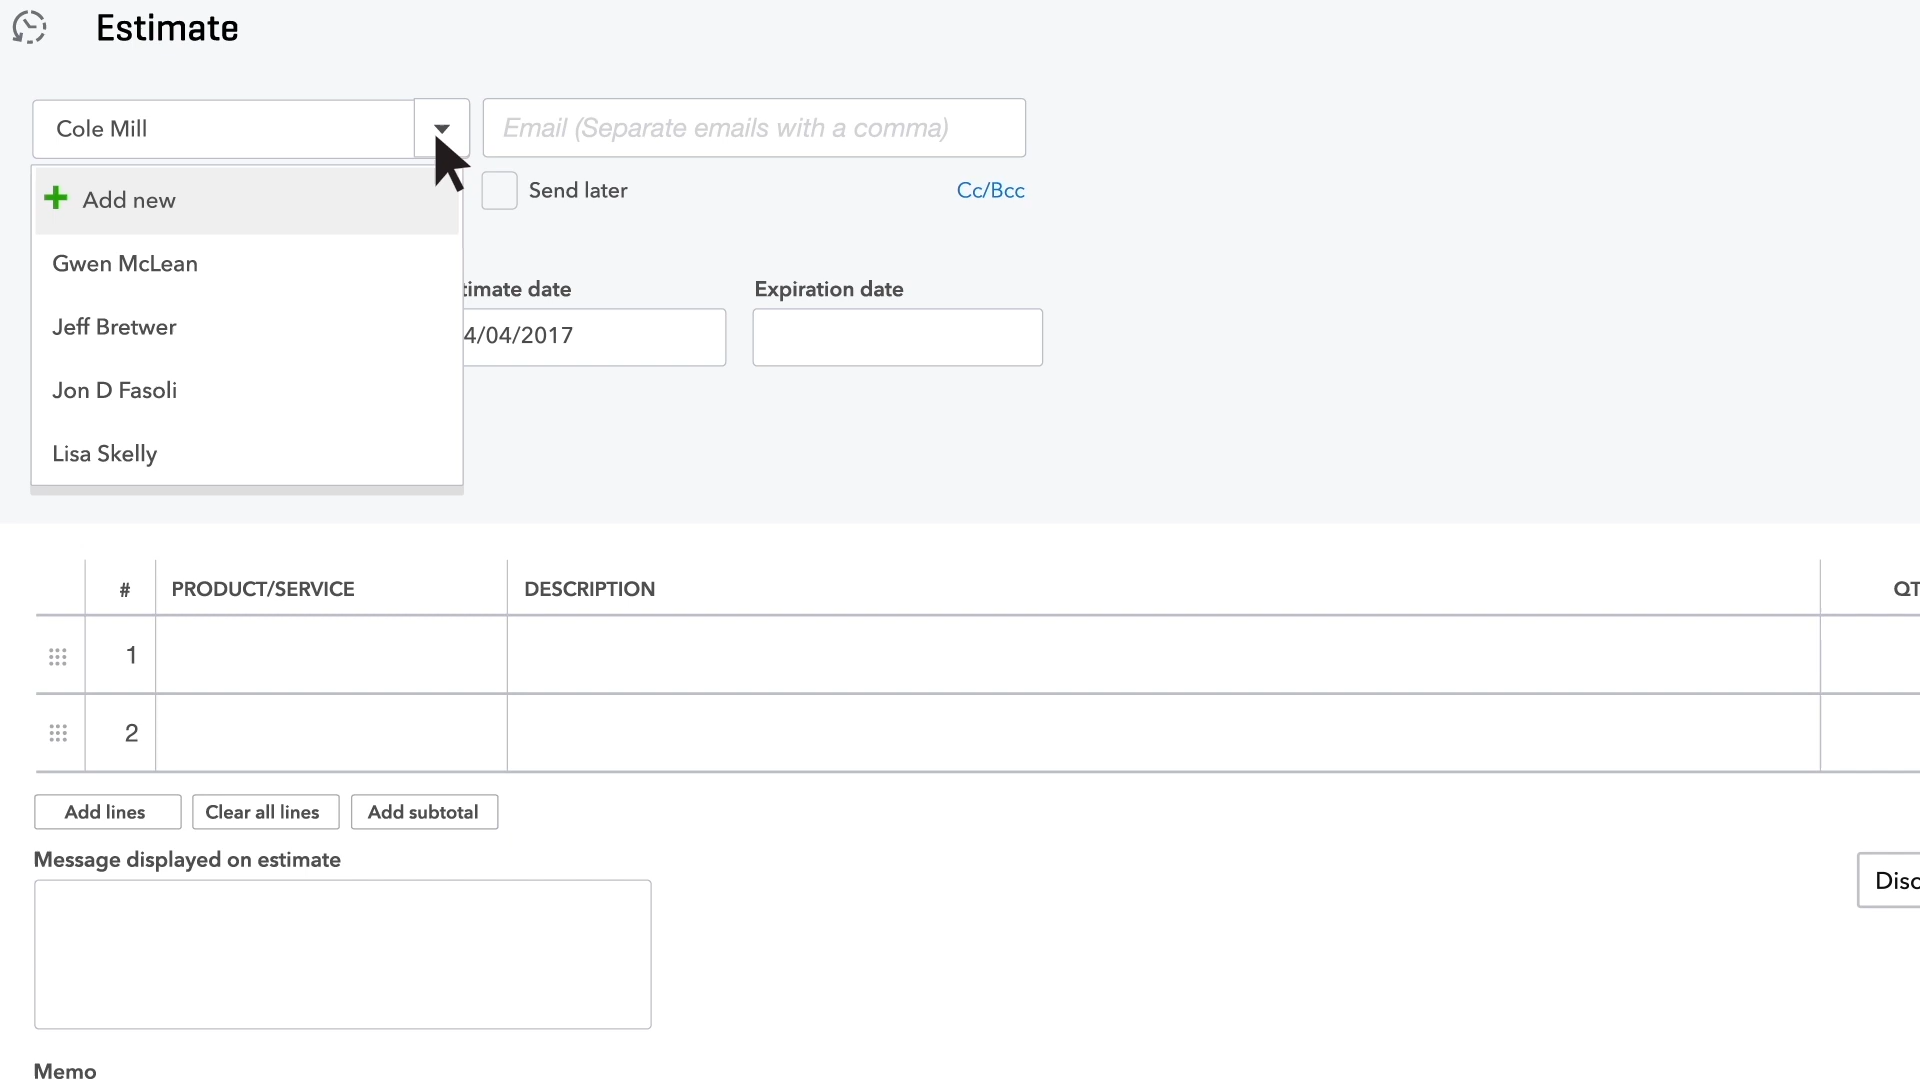 Estimate
Cole Mill
Email (Separate emails with a comma)
Add new
Send later
Cc/Bcc
Gwen McLean
Jeff Bretwer
Jon D Fasoli
Lisa Skelly
timate date
Expiration date
4/04/2017
# PRODUCT/SERVICE DESCRIPTION QT
1
2
Add lines Clear all lines Add subtotal
Message displayed on estimate
Disc
Memo